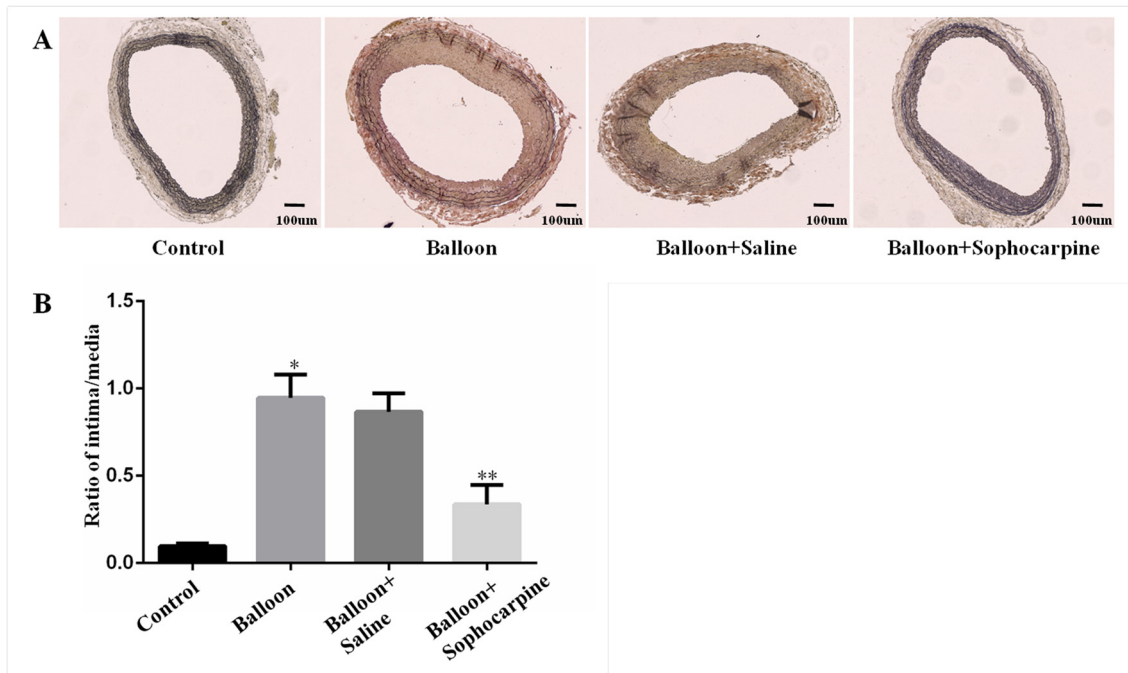 A
100um
100um
100um
100um
Control
Balloon
Balloon+Saline
Balloon+Sophocarpine
B
Ratio of intima/media
1.5
1.0
0.5
0.0
*
**
Control
Balloon
Balloon+
Saline
Balloon+
Sophocarpine